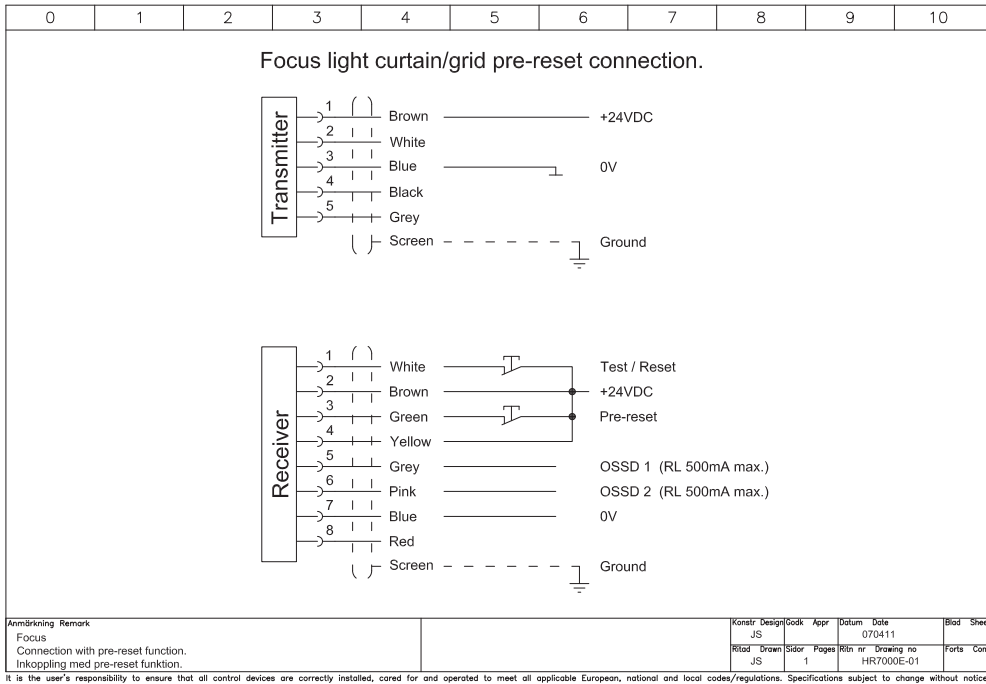 0 1 2 3 4 5 6 7 8 9 10
Focus light curtain/grid pre-reset connection.
Transmitter
1 Brown +24VDC
2 White
3 Blue 0V
4 Black
5 Grey
Screen Ground
Receiver
1 White Test / Reset
2 Brown +24VDC
3 Green Pre-reset
4 Yellow
5 Grey OSSD 1 (RL 500mA max.)
6 Pink OSSD 2 (RL 500mA max.)
7 Blue 0V
8 Red
Screen Ground
Anmärkning Remark
Focus
Connection with pre-reset function.
Inkoppling med pre-reset funktion.
Konstr Design Godk Appr Datum Date Blad Shee
JS 070411
Ritad Drawn Sidor Pages Ritn nr Drawing no Forts Con
JS 1 HR7000E-01
It is the user's responsibility to ensure that all control devices are correctly installed, cared for and operated to meet all applicable European, national and local codes/regulations. Specifications subject to change without notice